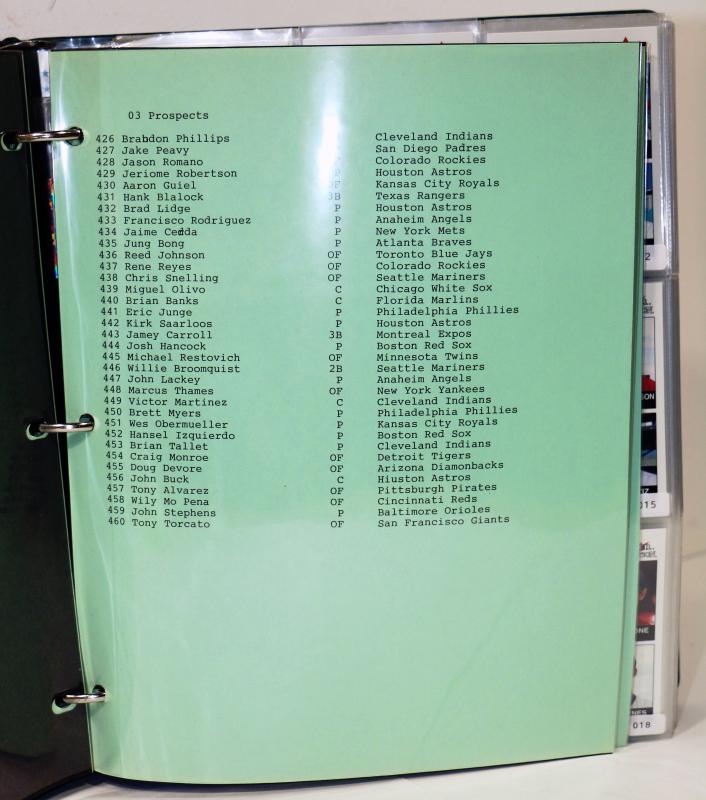 03 Prospects
426 Brabdon Phillips Cleveland Indians
427 Jake Peavy San Diego Padres
428 Jason Romano P Colorado Rockies
429 Jeriome Robertson P Houston Astros
430 Aaron Guiel OF Kansas City Royals
431 Hank Blalock 3B Texas Rangers
432 Brad Lidge P Houston Astros
433 Francisco Rodriguez P Anaheim Angels
434 Jaime Cedda P New York Mets
435 Jung Bong P Atlanta Braves
436 Reed Johnson OF Toronto Blue Jays
437 Rene Reyes OF Colorado Rockies
438 Chris Snelling OF Seattle Mariners
439 Miguel Olivo C Chicago White Sox
440 Brian Banks C Florida Marlins
441 Eric Junge P Philadelphia Phillies
442 Kirk Saarloos P Houston Astros
443 Jamey Carroll 3B Montreal Expos
444 Josh Hancock P Boston Red Sox
445 Michael Restovich OF Minnesota Twins
446 Willie Broomquist 2B Seattle Mariners
447 John Lackey P Anaheim Angels
448 Marcus Thames OF New York Yankees
449 Victor Martinez C Cleveland Indians
450 Brett Myers P Philadelphia Phillies
451 Wes Obermueller P Kansas City Royals
452 Hansel Izquierdo P Boston Red Sox
453 Brian Tallet P Cleveland Indians
454 Craig Monroe OF Detroit Tigers
455 Doug Devore OF Arizona Diamonbacks
456 John Buck C Hiuston Astros
457 Tony Alvarez OF Pittsburgh Pirates
458 Wily Mo Pena OF Cincinnati Reds
459 John Stephens P Baltimore Orioles
460 Tony Torcato OF San Francisco Giants
2
SON
IZ
015
ONE
NES
018